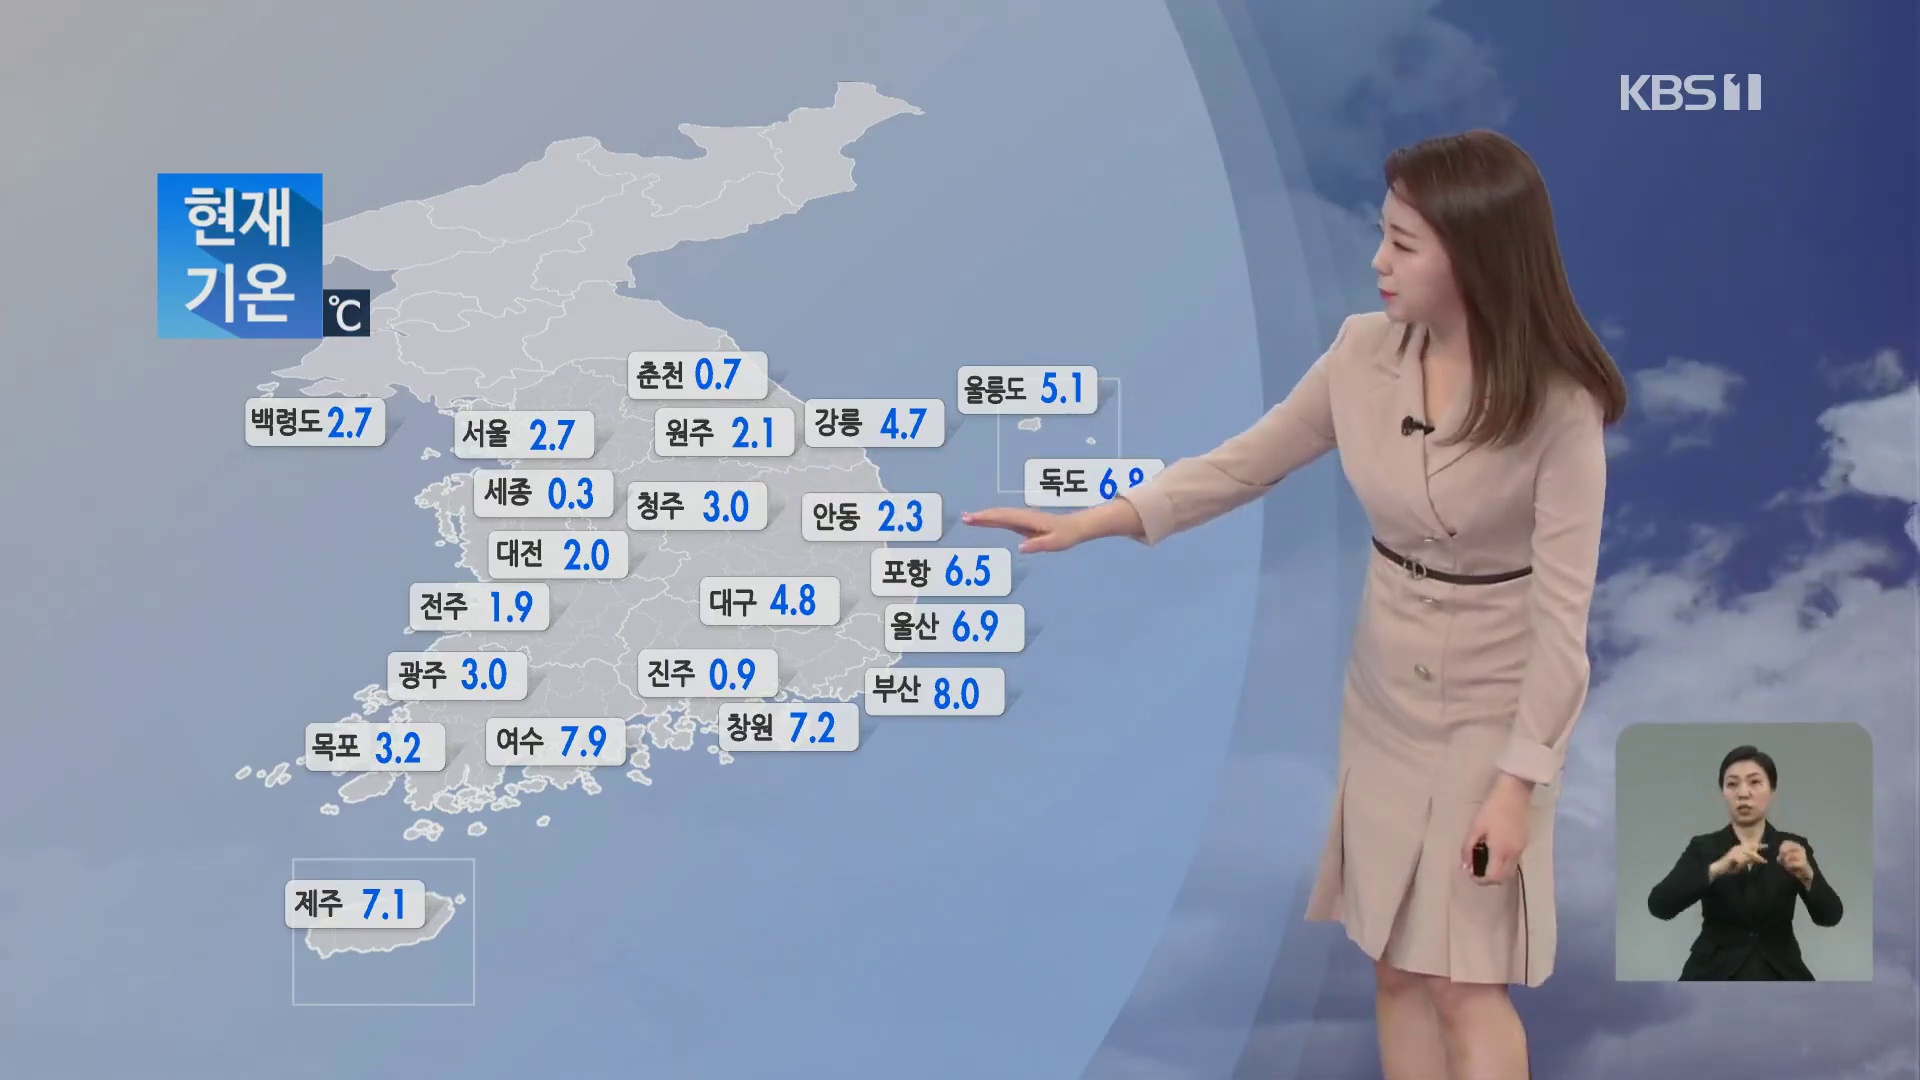 KBS 1
현재
기온
℃
춘천 0.7
울릉도 5.1
백령도 2.7
서울 2.7
원주 2.1
강릉 4.7
독도 6.8
세종 0.3
청주 3.0
안동 2.3
대전 2.0
포항 6.5
전주 1.9
대구 4.8
울산 6.9
광주 3.0
진주 0.9
부산 8.0
목포 3.2
여수 7.9
창원 7.2
제주 7.1